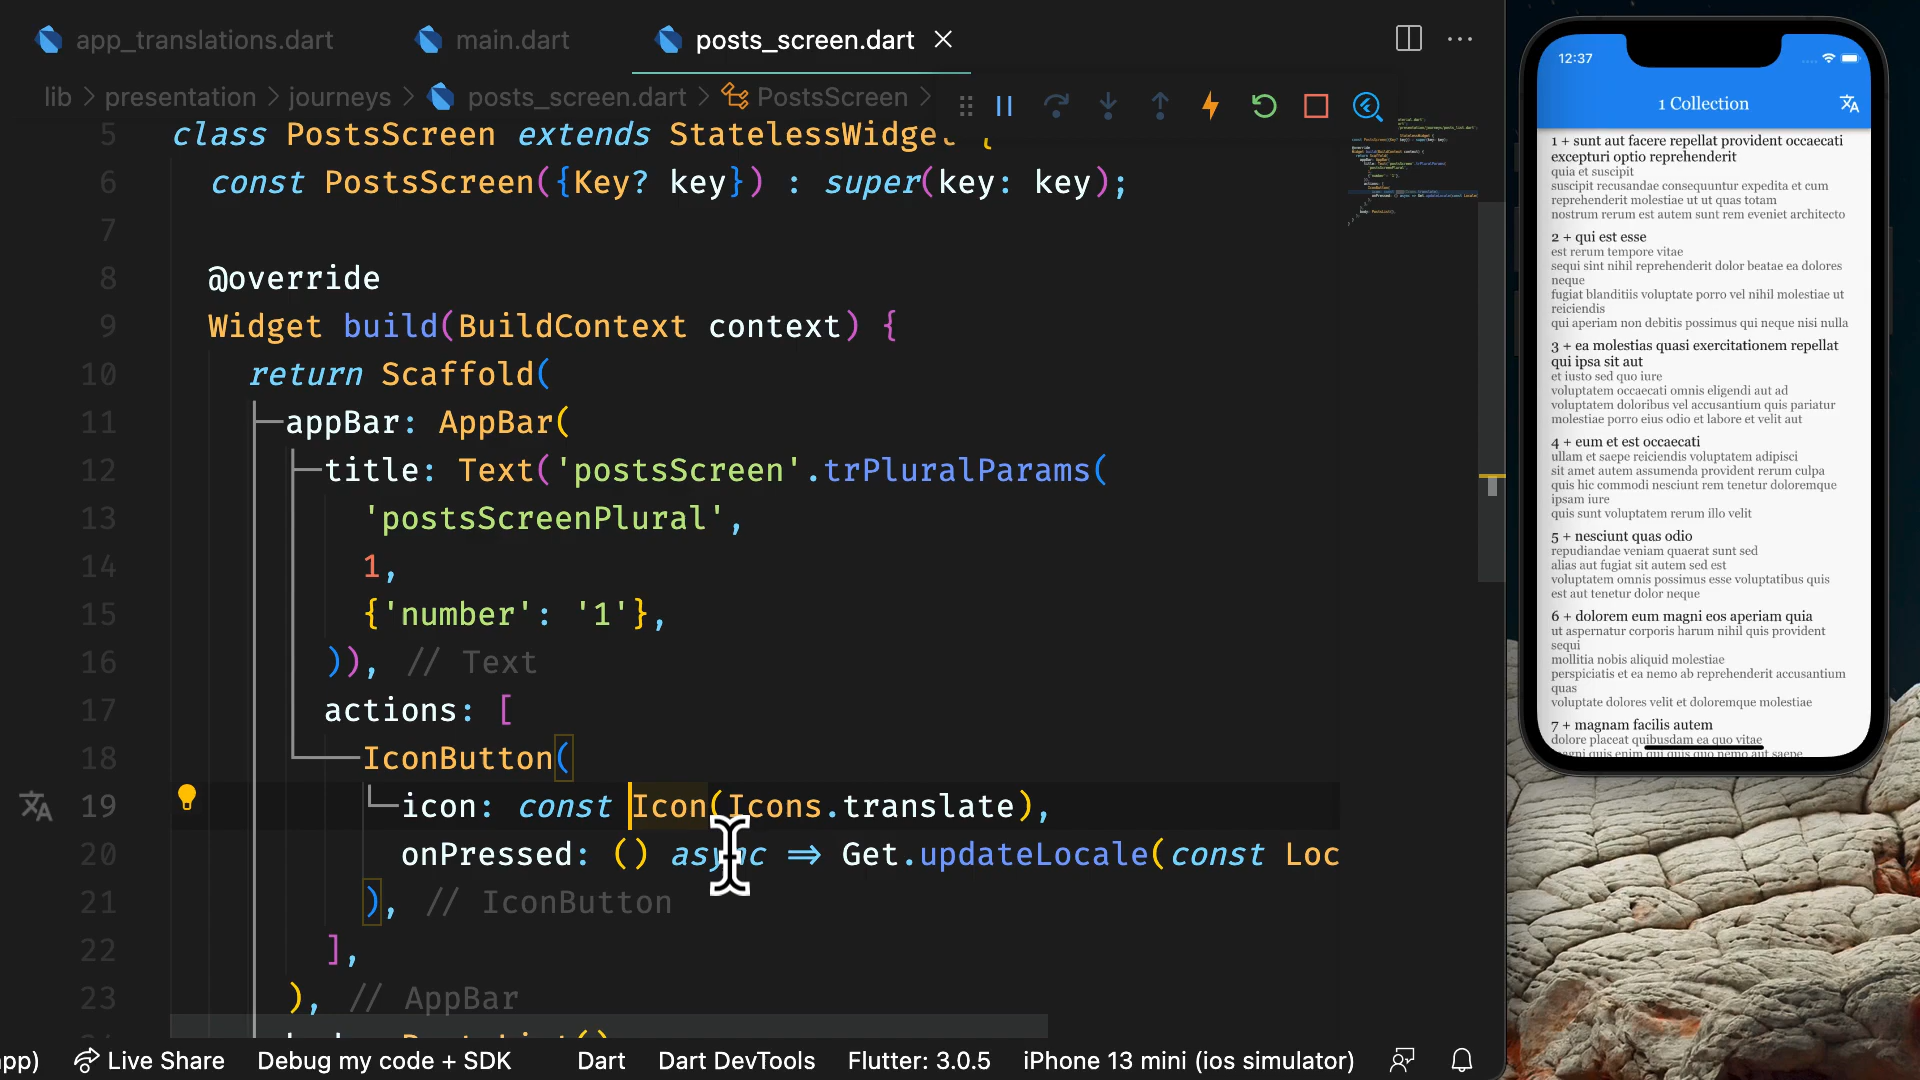 app_translations.dart
main.dart
posts_screen.dart
lib > presentation > journeys > posts_screen.dart > PostsScreen >
5 class PostsScreen extends StatelessWidget {
6 const PostsScreen({Key? key}) : super(key: key);
7
8 @override
9 Widget build(BuildContext context) {
10 return Scaffold(
11 appBar: AppBar(
12 title: Text('postsScreen'.trPluralParams(
13 'postsScreenPlural',
14 1,
15 {'number': '1'},
16 )), // Text
17 actions: [
18 IconButton(
19 icon: const Icon(Icons.translate),
20 onPressed: () async => Get.updateLocale(const Loc
21 ), // IconButton
22 ],
23 ), // AppBar
pp)
Live Share
Debug my code + SDK
Dart
Dart DevTools
Flutter: 3.0.5
iPhone 13 mini (ios simulator)
12:37
1 Collection
1 + sunt aut facere repellat provident occaecati
excepturi optio reprehenderit
quia et suscipit
suscipit recusandae consequuntur expedita et cum
reprehenderit molestiae ut ut quas totam
nostrum rerum est autem sunt rem eveniet architecto
2 + qui est esse
est rerum tempore vitae
sequi sint nihil reprehenderit dolor beatae ea dolores
neque
fugiat blanditiis voluptate porro vel nihil molestiae ut
reiciendis
qui aperiam non debitis possimus qui neque nisi nulla
3 + ea molestias quasi exercitationem repellat
qui ipsa sit aut
et iusto sed quo iure
voluptatem occaecati omnis eligendi aut ad
voluptatem doloribus vel accusantium quis pariatur
molestiae porro eius odio et labore et velit aut
4 + eum et est occaecati
ullam et saepe reiciendis voluptatem adipisci
sit amet autem assumenda provident rerum culpa
quis hic commodi nesciunt rem tenetur doloremque
ipsam iure
quis sunt voluptatem rerum illo velit
5 + nesciunt quas odio
repudiandae veniam quaerat sunt sed
alias aut fugiat sit autem sed est
voluptatem omnis possimus esse voluptatibus quis
est aut tenetur dolor neque
6 + dolorem eum magni eos aperiam quia
ut aspernatur corporis harum nihil quis provident
sequi
mollitia nobis aliquid molestiae
perspiciatis et ea nemo ab reprehenderit accusantium
quas
voluptate dolores velit et doloremque molestiae
7 + magnam facilis autem
dolore placeat quibusdam ea quo vitae
magni quis enim qui quis quo nemo aut saepe